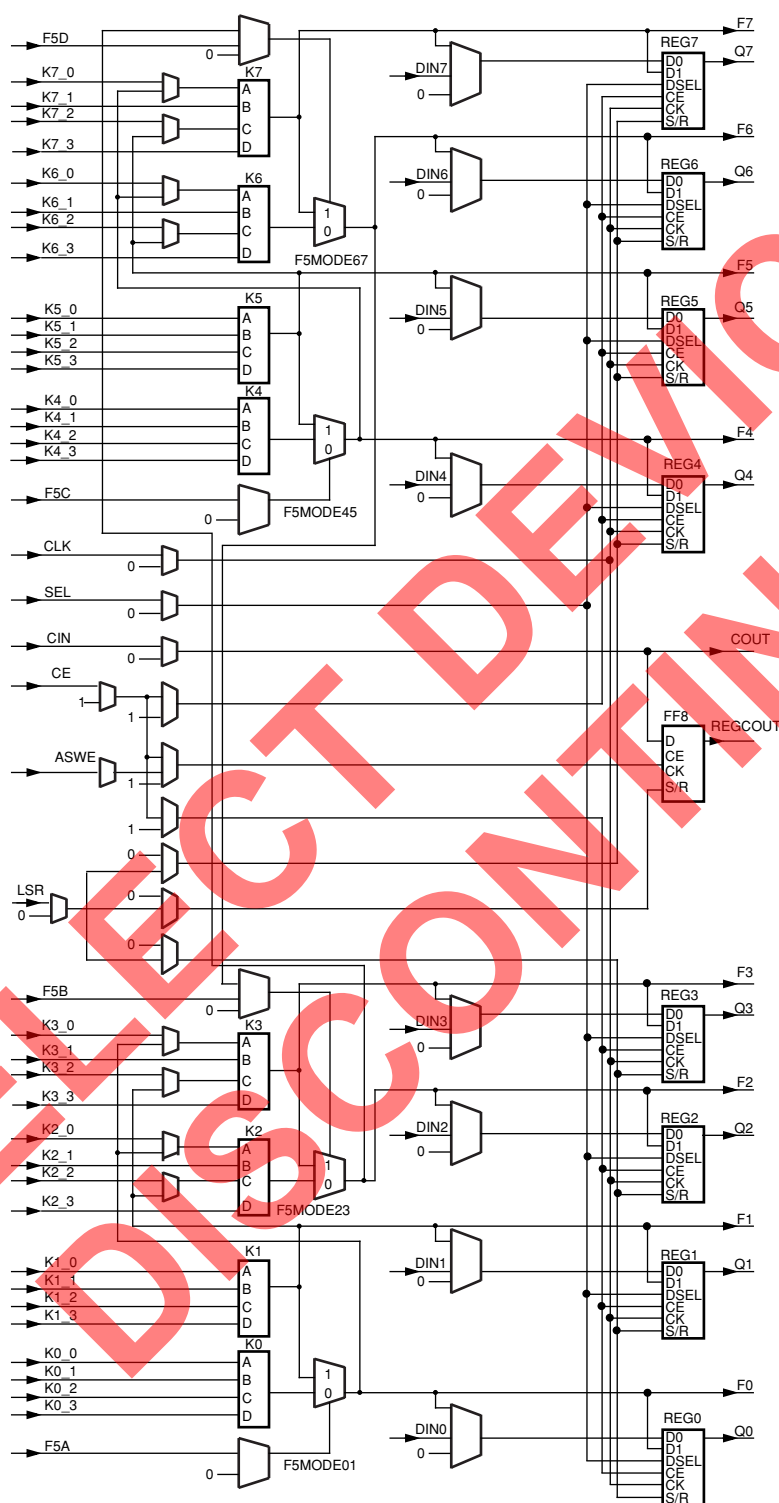 F7
F5D
REG7
0
Q7
D0
D1
DSEL
CE
CK
S/R
K7
K7_0
A
DIN7
K7_1
B
0
K7_2
C
K7_3
D
F6
REG6
K6_0
K6
Q6
D0
D1
DSEL
CE
CK
S/R
A
DIN6
K6_1
B
1
0
K6_2
C
0
K6_3
D
F5MODE67
F5
K5
REG5
K5_0
A
DIN5
Q5
D0
D1
DSEL
CE
CK
S/R
K5_1
B
0
K5_2
C
K5_3
D
K4
K4_0
A
K4_1
B
1
F4
K4_2
C
0
REG4
K4_3
D
DIN4
Q4
D0
D1
DSEL
CE
CK
S/R
F5C
0
0
F5MODE45
CLK
0
SEL
0
CIN
COUT
0
CE
1
1
FF8
REGCOUT
D
CE
CK
S/R
ASWE
1
1
0
LSR
0
0
0
F5B
F3
0
REG3
K3_0
K3
Q3
D0
D1
DSEL
CE
CK
S/R
A
DIN3
K3_1
B
0
K3_2
C
K3_3
D
F2
REG2
K2_0
K2
Q2
D0
D1
DSEL
CE
CK
S/R
A
DIN2
K2_1
B
1
0
K2_2
C
0
K2_3
D
F5MODE23
F1
K1
REG1
K1_0
A
DIN1
Q1
D0
D1
DSEL
CE
CK
S/R
K1_1
B
0
K1_2
C
K1_3
D
K0
K0_0
A
K0_1
B
1
F0
K0_2
C
0
REG0
K0_3
D
DIN0
Q0
D0
D1
DSEL
CE
CK
S/R
F5A
0
0
F5MODE01
ELECT DEVIC
DISCONTIN